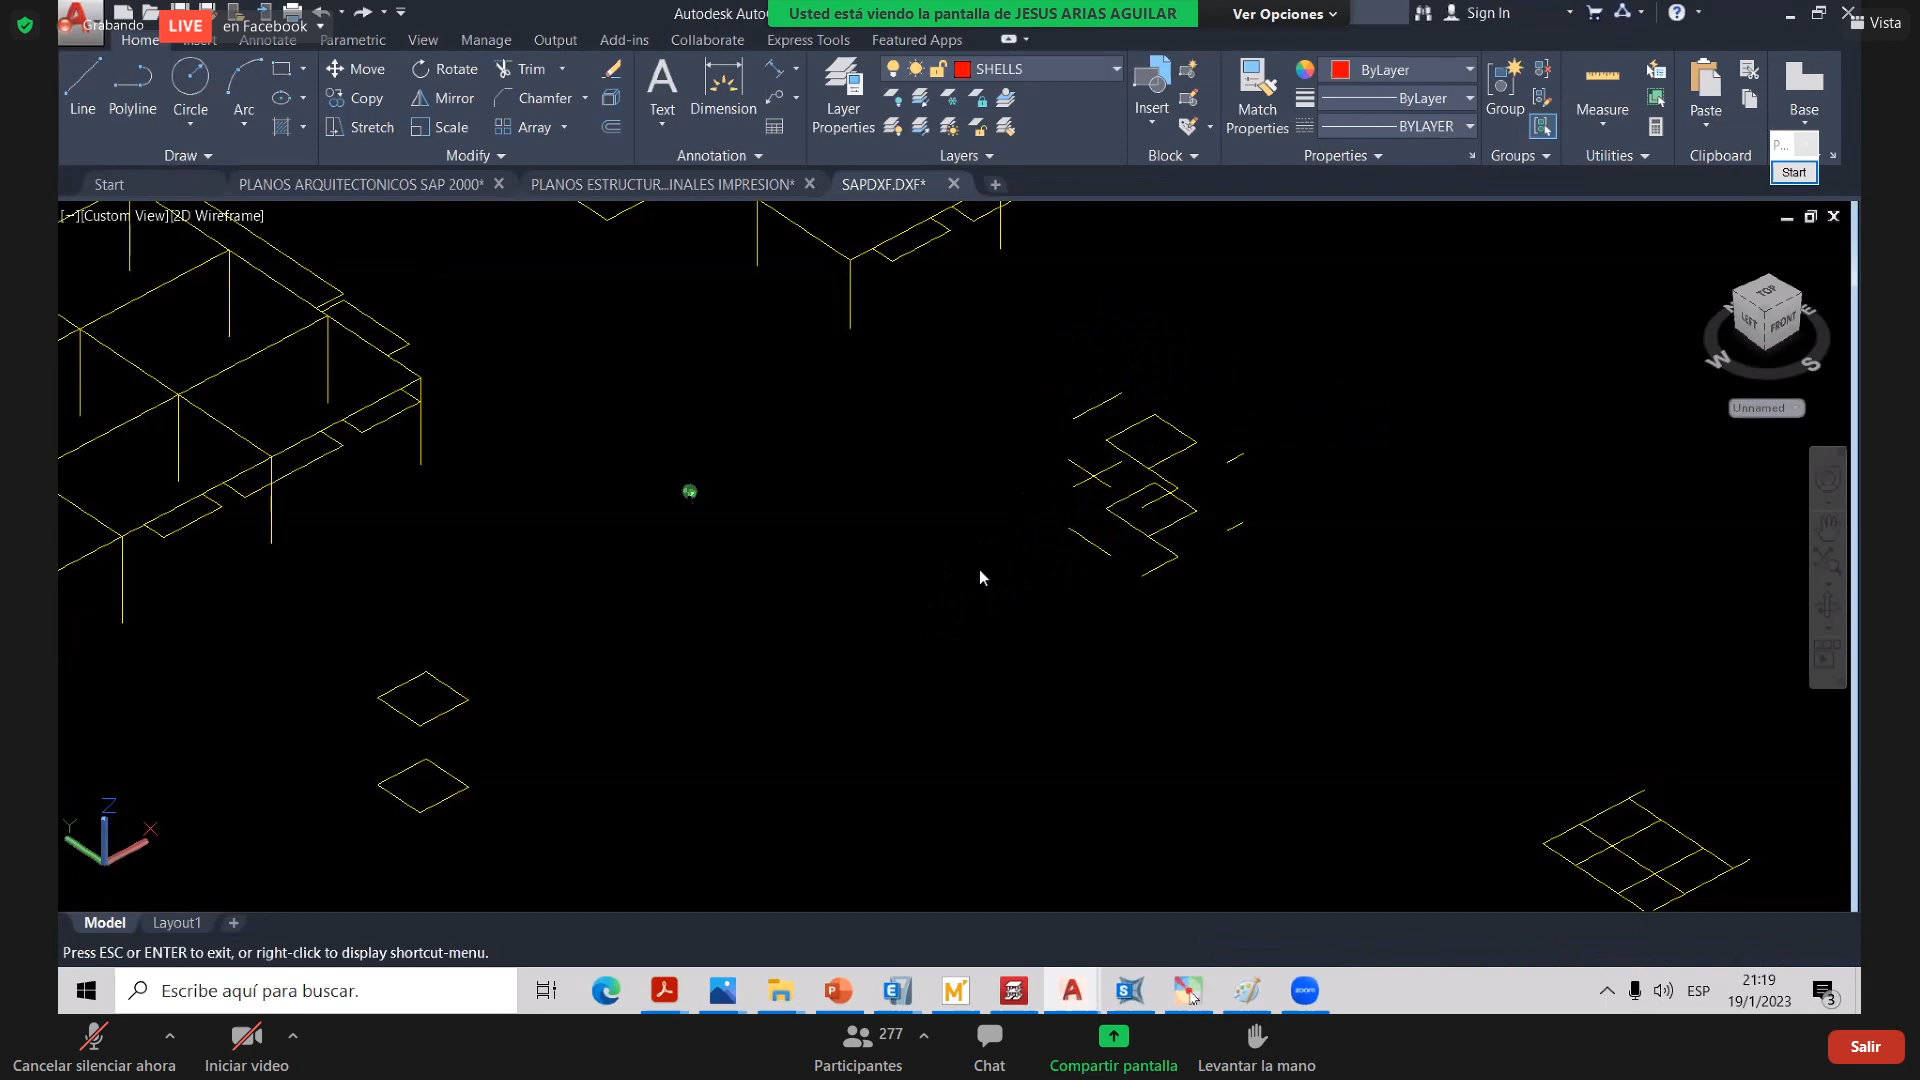 Grabando
LIVE
en Facebook
Autodesk Auto
Usted está viendo la pantalla de JESUS ARIAS AGUILAR
Ver Opciones
Sign In
Vista
Home
Insert
Annotate
Parametric
View
Manage
Output
Add-ins
Collaborate
Express Tools
Featured Apps
Line
Polyline
Circle
Arc
Draw
Move
Rotate
Trim
Copy
Mirror
Chamfer
Stretch
Scale
Array
Modify
Text
Dimension
Annotation
Layer
Properties
SHELLS
Layers
Insert
Block
Match
Properties
ByLayer
ByLayer
BYLAYER
Properties
Group
Groups
Measure
Utilities
Paste
Clipboard
Base
P...
Start
Start
PLANOS ARQUITECTONICOS SAP 2000*
PLANOS ESTRUCTUR...INALES IMPRESION*
SAPDXF.DXF*
[−][Custom View][2D Wireframe]
TOP
LEFT
FRONT
N
E
W
S
Unnamed
Z
Y
X
Model
Layout1
Press ESC or ENTER to exit, or right-click to display shortcut-menu.
Escribe aquí para buscar.
zoom
ESP
21:19
19/1/2023
3
Cancelar silenciar ahora
Iniciar video
277
Participantes
Chat
Compartir pantalla
Levantar la mano
Salir